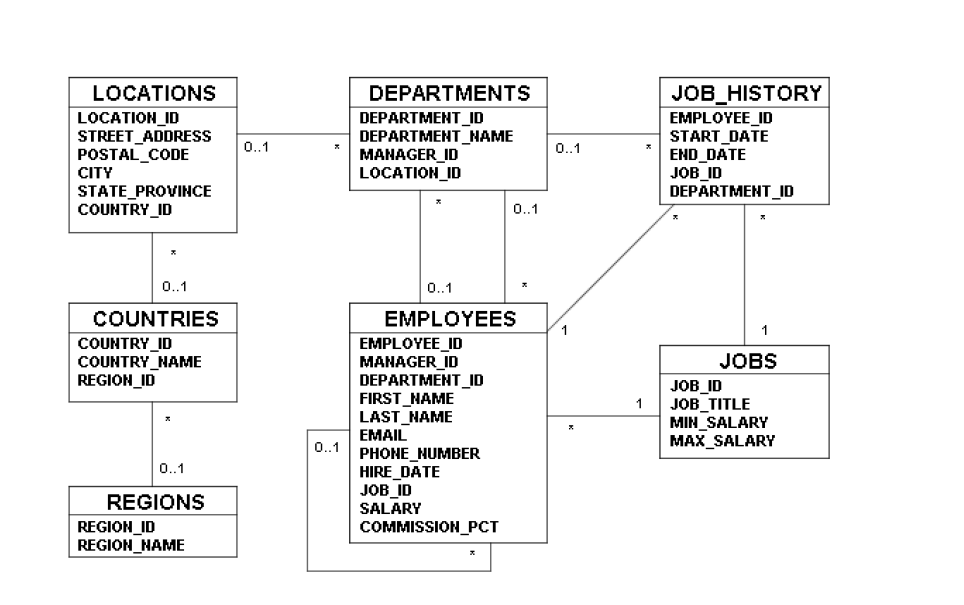 LOCATIONS
LOCATION_ID
STREET_ADDRESS
POSTAL_CODE
CITY
STATE_PROVINCE
COUNTRY_ID
0..1
*
DEPARTMENTS
DEPARTMENT_ID
DEPARTMENT_NAME
MANAGER_ID
LOCATION_ID
0..1
*
JOB_HISTORY
EMPLOYEE_ID
START_DATE
END_DATE
JOB_ID
DEPARTMENT_ID
*
0..1
*
0..1
0..1
*
*
1
*
1
COUNTRIES
COUNTRY_ID
COUNTRY_NAME
REGION_ID
*
0..1
EMPLOYEES
EMPLOYEE_ID
MANAGER_ID
DEPARTMENT_ID
FIRST_NAME
LAST_NAME
EMAIL
PHONE_NUMBER
HIRE_DATE
JOB_ID
SALARY
COMMISSION_PCT
0..1
*
1
*
JOBS
JOB_ID
JOB_TITLE
MIN_SALARY
MAX_SALARY
REGIONS
REGION_ID
REGION_NAME